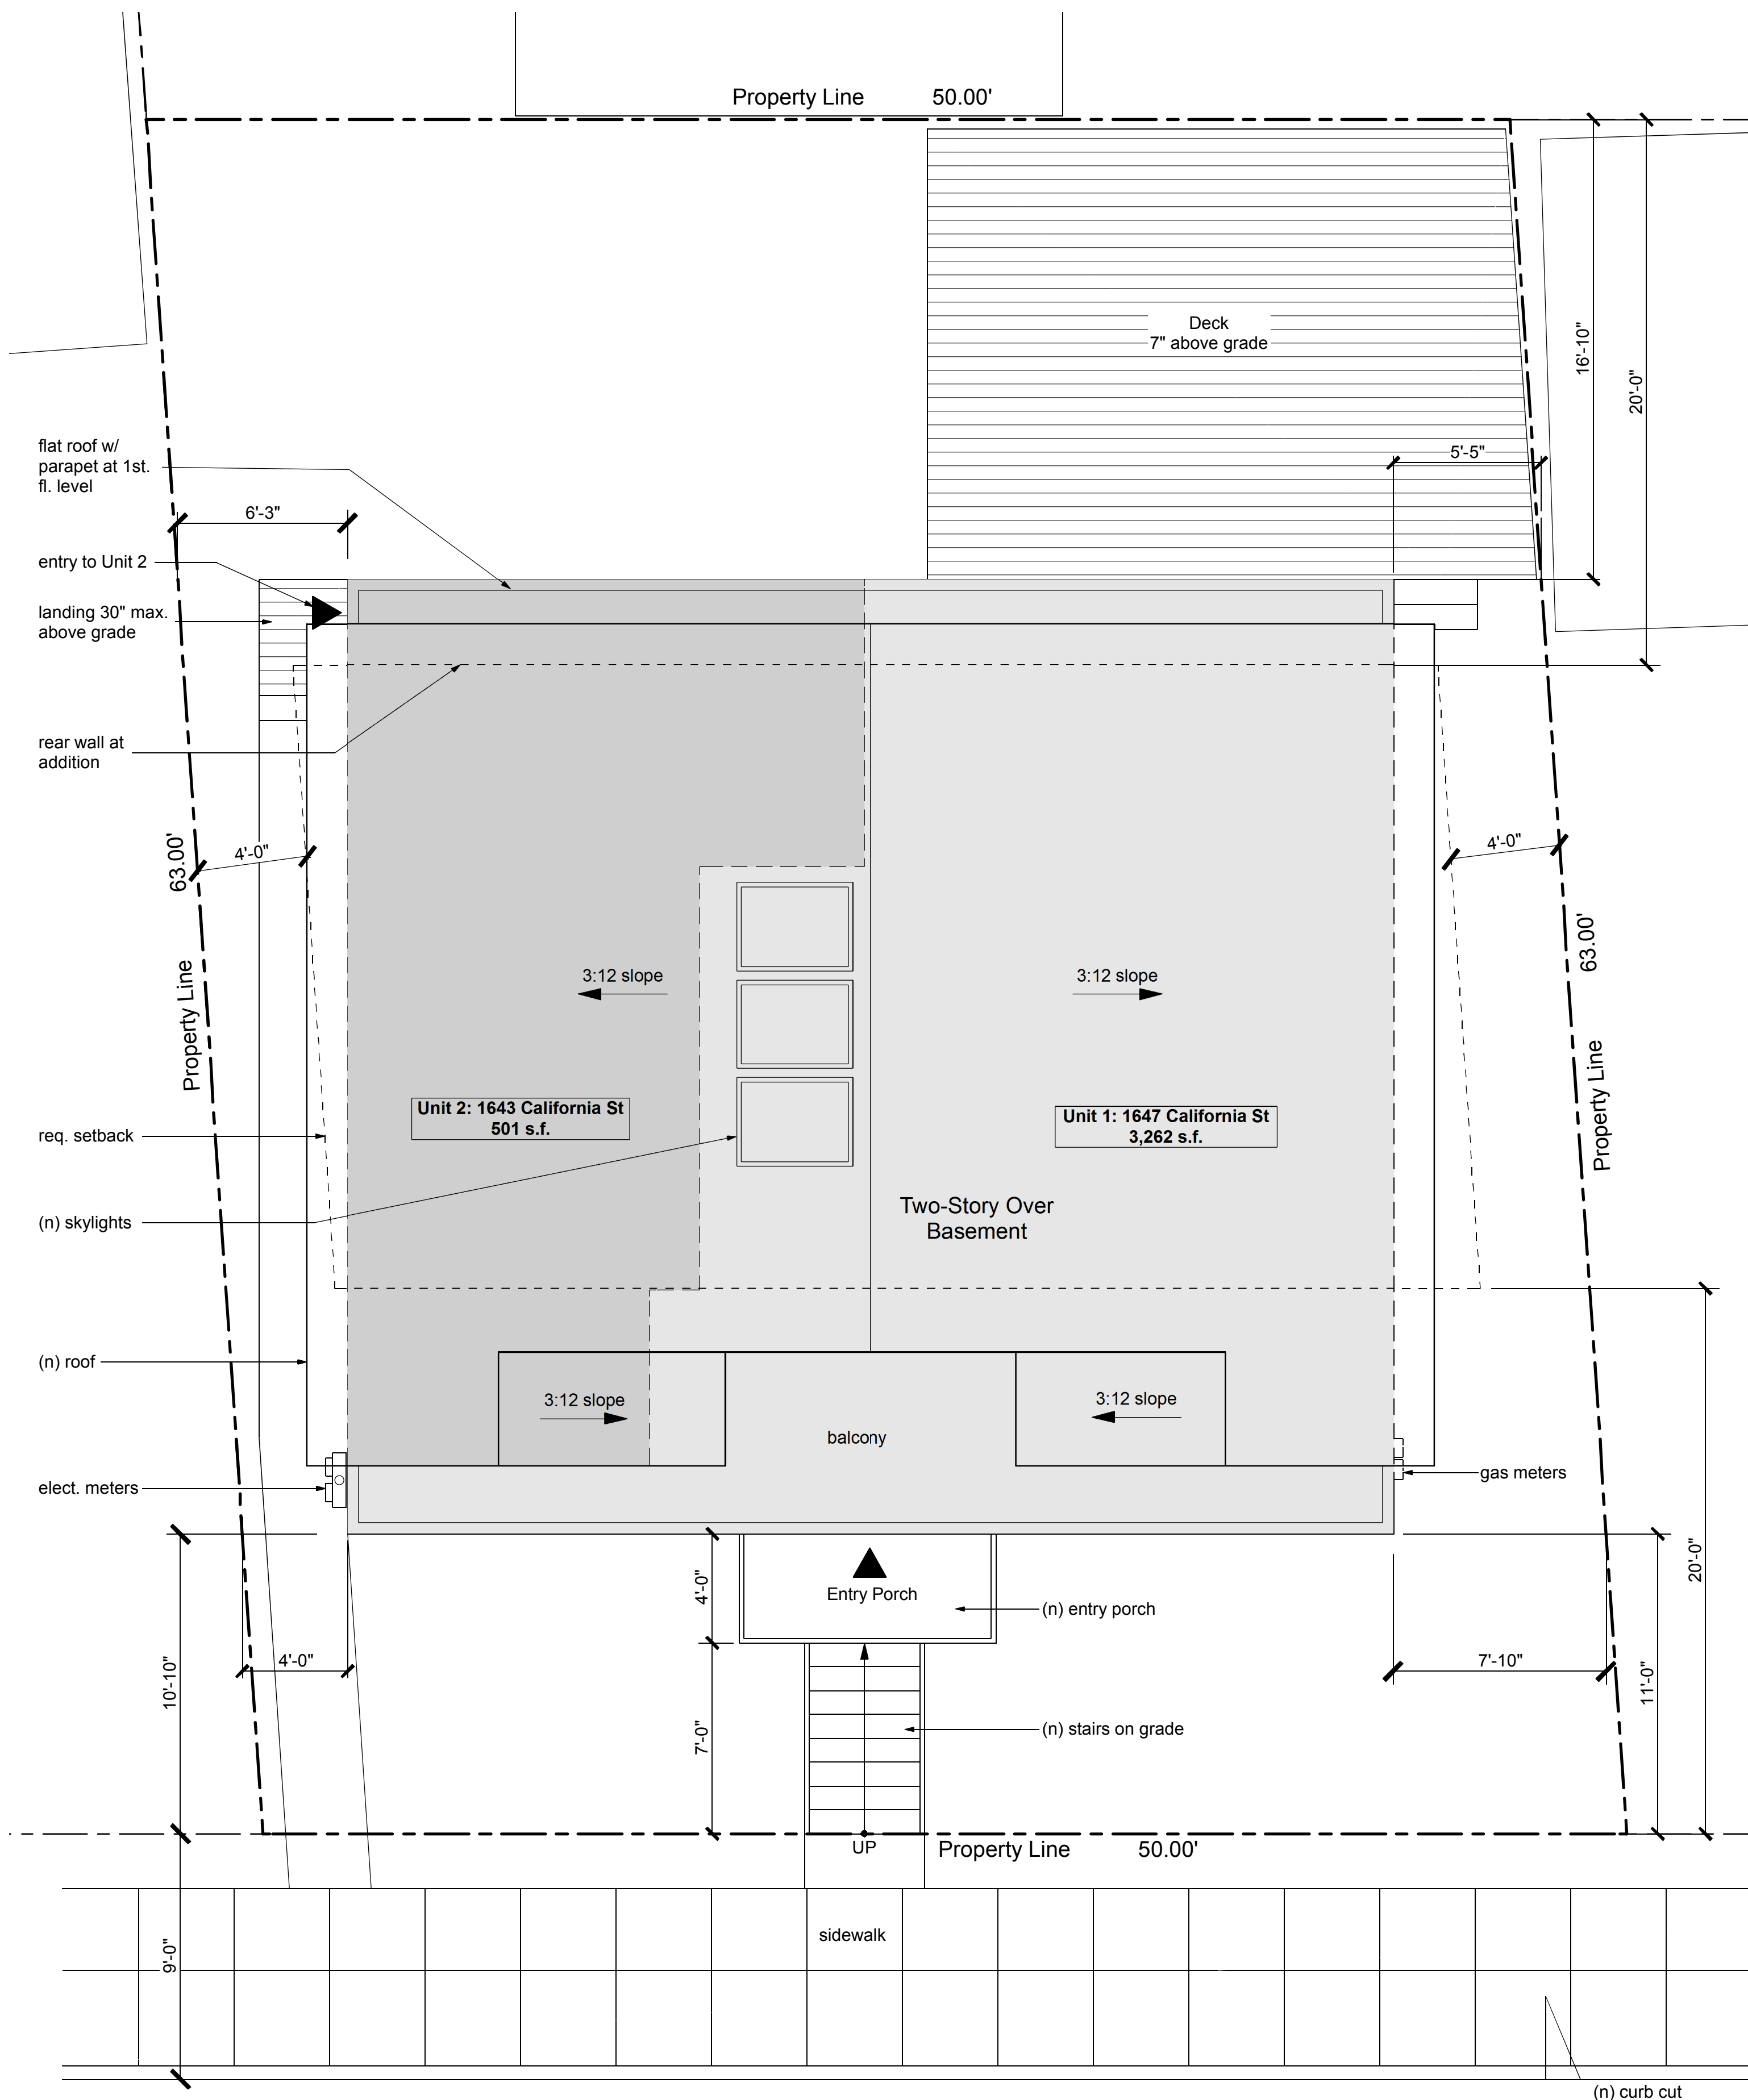 Property Line 50.00'
Deck
7" above grade
16'-10"
20'-0"
5'-5"
flat roof w/
parapet at 1st.
fl. level
6'-3"
entry to Unit 2
landing 30" max.
above grade
rear wall at
addition
63.00'
4'-0"
4'-0"
63.00'
Property Line
3:12 slope
3:12 slope
Property Line
Unit 2: 1643 California St
501 s.f.
Unit 1: 1647 California St
3,262 s.f.
req. setback
Two-Story Over
Basement
(n) skylights
(n) roof
3:12 slope
3:12 slope
balcony
elect. meters
gas meters
4'-0"
Entry Porch
(n) entry porch
20'-0"
10'-10"
4'-0"
7'-10"
11'-0"
7'-0"
(n) stairs on grade
UP
Property Line 50.00'
sidewalk
9'-0"
(n) curb cut